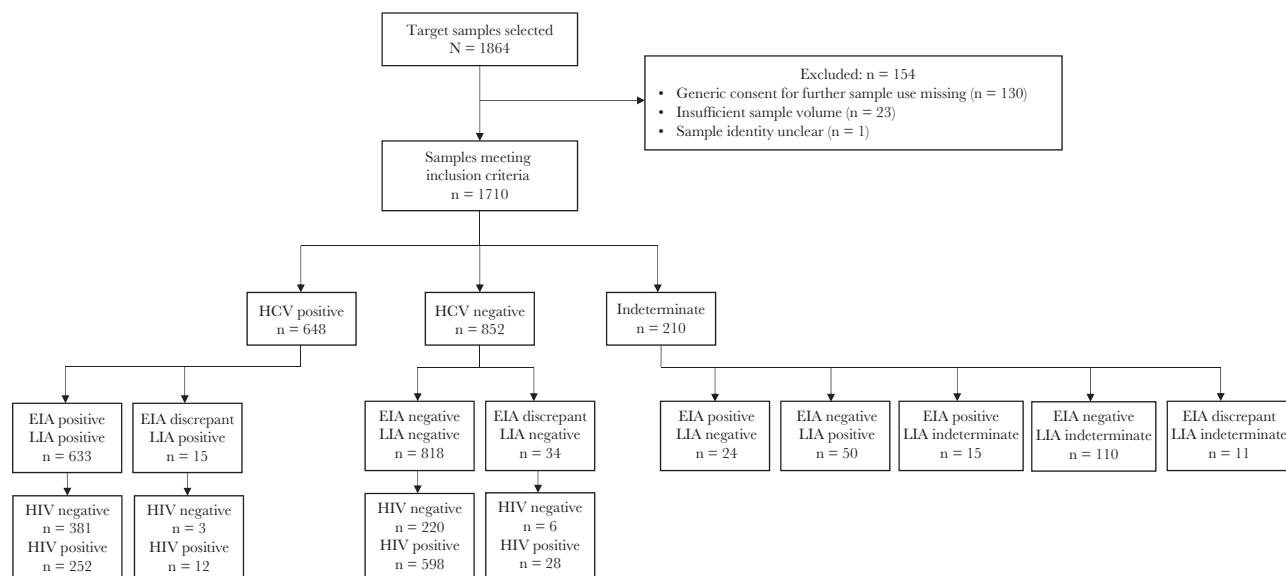 Target samples selected
N = 1864
Excluded: n = 154
• Generic consent for further sample use missing (n = 130)
• Insufficient sample volume (n = 23)
• Sample identity unclear (n = 1)
Samples meeting
inclusion criteria
n = 1710
HCV positive
n = 648
HCV negative
n = 852
Indeterminate
n = 210
EIA positive
LIA positive
n = 633
EIA discrepant
LIA positive
n = 15
EIA negative
LIA negative
n = 818
EIA discrepant
LIA negative
n = 34
EIA positive
LIA negative
n = 24
EIA negative
LIA positive
n = 50
EIA positive
LIA indeterminate
n = 15
EIA negative
LIA indeterminate
n = 110
EIA discrepant
LIA indeterminate
n = 11
HIV negative
n = 381
HIV positive
n = 252
HIV negative
n = 3
HIV positive
n = 12
HIV negative
n = 220
HIV positive
n = 598
HIV negative
n = 6
HIV positive
n = 28